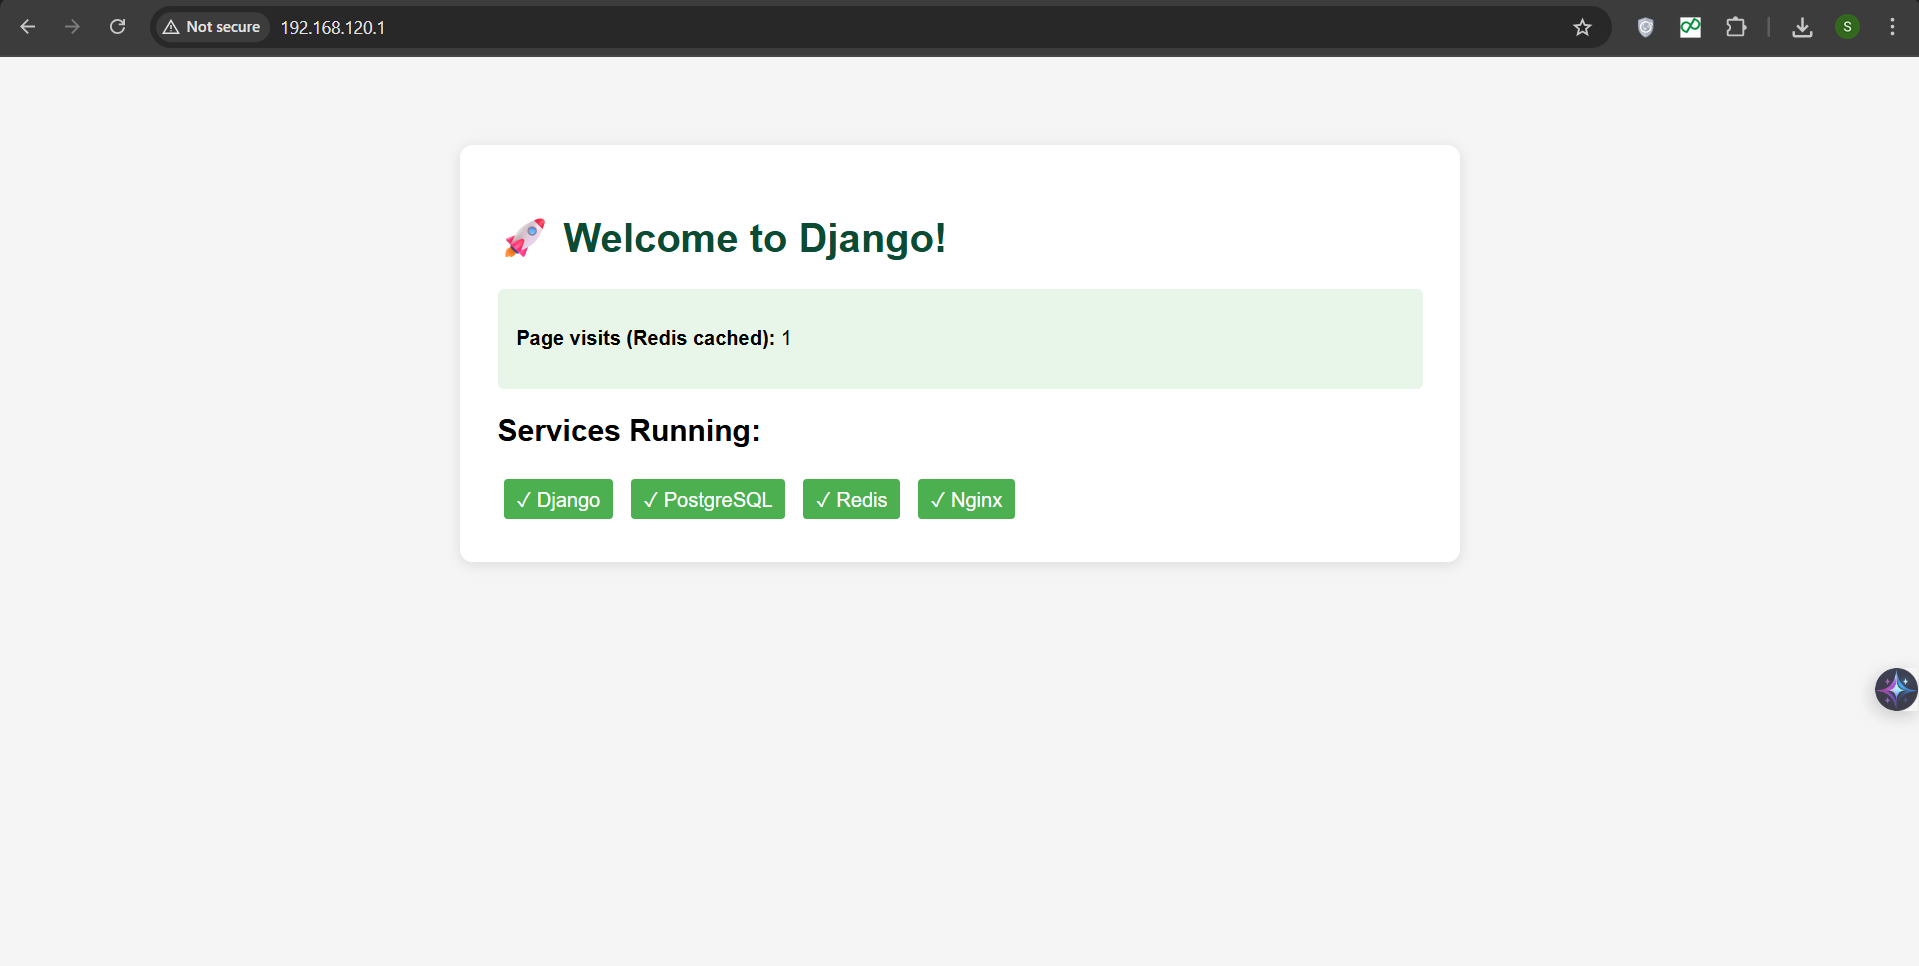 Not secure 192.168.120.1
S
🚀 Welcome to Django!
Page visits (Redis cached): 1
Services Running:
✓ Django ✓ PostgreSQL ✓ Redis ✓ Nginx